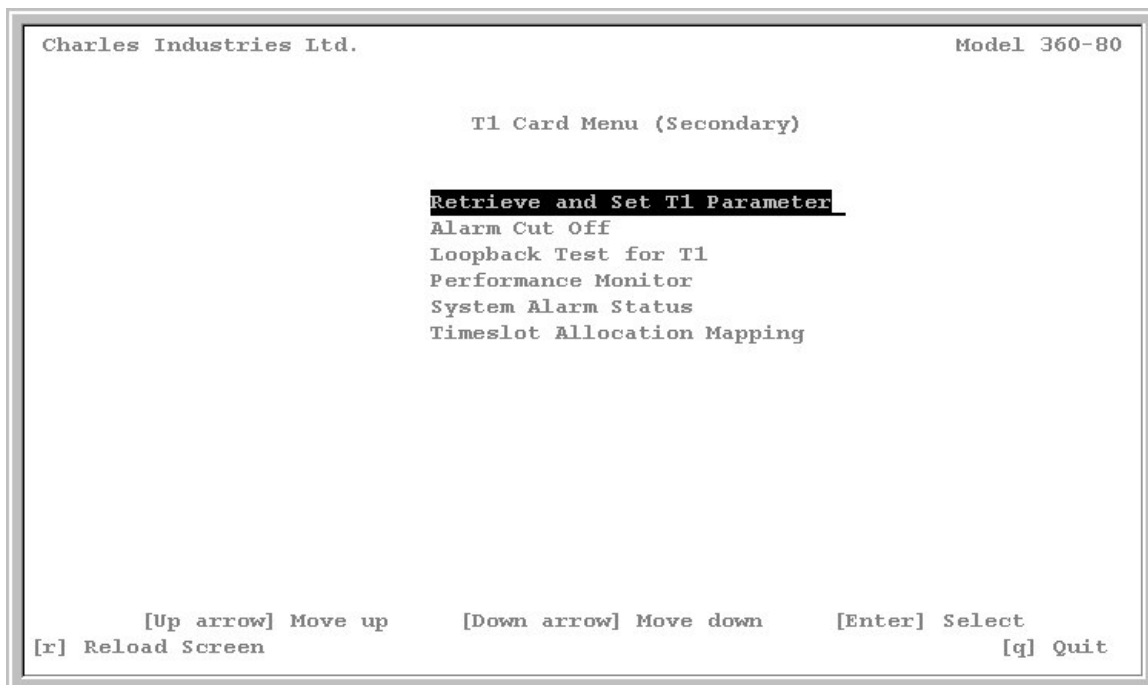 Charles Industries Ltd. Model 360-80
T1 Card Menu (Secondary)
Retrieve and Set T1 Parameter_
Alarm Cut Off
Loopback Test for T1
Performance Monitor
System Alarm Status
Timeslot Allocation Mapping
[Up arrow] Move up [Down arrow] Move down [Enter] Select
[r] Reload Screen [q] Quit